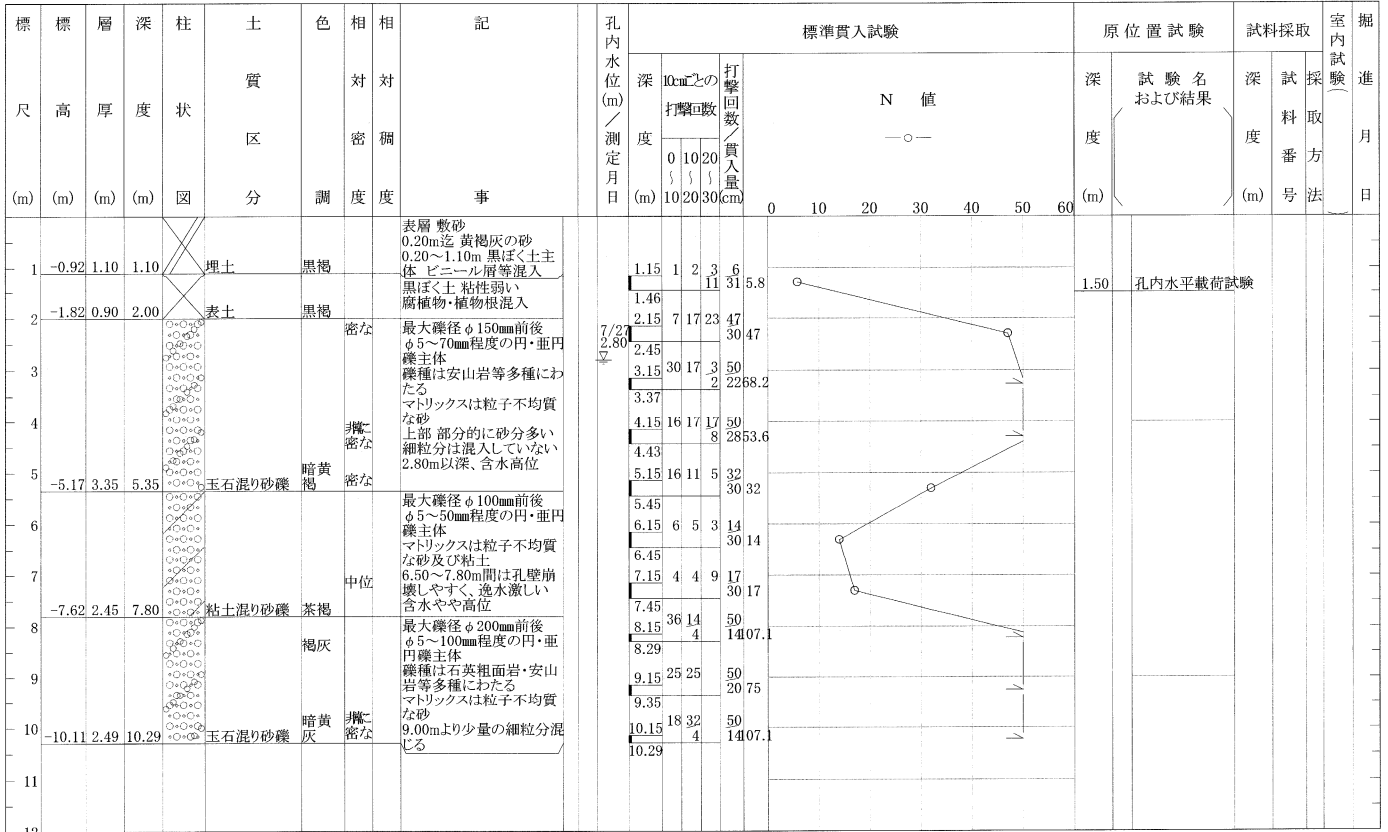 標尺(m)
標高(m)
層厚(m)
深度(m)
柱状図
土質区分
色調
相対密度
相対稠度
記事
孔内水位(m)/測定月日
標準貫入試験
深度(m)
10cmごとの打撃回数
0〜10
10〜20
20〜30
打撃回数/貫入量(cm)
N 値
―○―
0 10 20 30 40 50 60
原位置試験
深度(m)
試験名および結果
試料採取
深度(m)
試料番号
採取方法
室内試験( )
掘進月日
1
-0.92 1.10 1.10 埋土 黒褐
表層 敷砂
0.20m迄 黄褐灰の砂
0.20〜1.10m 黒ぼく土主
体 ビニール屑等混入
-1.82 0.90 2.00 表土 黒褐
黒ぼく土 粘性弱い
腐植物・植物根混入
2
3
4
5
-5.17 3.35 5.35 玉石混り砂礫 暗黄褐
密な
非常に密な
密な
最大礫径φ150mm前後
φ5〜70mm程度の円・亜円
礫主体
礫種は安山岩等多種にわ
たる
マトリックスは粒子不均質
な砂
上部 部分的に砂分多い
細粒分は混入していない
2.80m以深、含水高位
7/27
2.80
6
7
-7.62 2.45 7.80 粘土混り砂礫 茶褐
中位
最大礫径φ100mm前後
φ5〜50mm程度の円・亜円
礫主体
マトリックスは粒子不均質
な砂及び粘土
6.50〜7.80m間は孔壁崩
壊しやすく、逸水激しい
含水やや高位
8
9
10
褐灰
-10.11 2.49 10.29 玉石混り砂礫 暗黄灰
非常に密な
最大礫径φ200mm前後
φ5〜100mm程度の円・亜
円礫主体
礫種は石英粗面岩・安山
岩等多種にわたる
マトリックスは粒子不均質
な砂
9.00mより少量の細粒分混
じる
11
12
1.15 1 2 3 6
11 31 5.8
1.46
2.15 7 17 23 47
30 47
2.45
3.15 30 17 3 50
2 22 68.2
3.37
4.15 16 17 17 50
8 28 53.6
4.43
5.15 16 11 5 32
30 32
5.45
6.15 6 5 3 14
30 14
6.45
7.15 4 4 9 17
30 17
7.45
8.15 36 14 50
4 14 107.1
8.29
9.15 25 25 50
20 75
9.35
10.15 18 32 50
4 14 107.1
10.29
1.50 孔内水平載荷試験